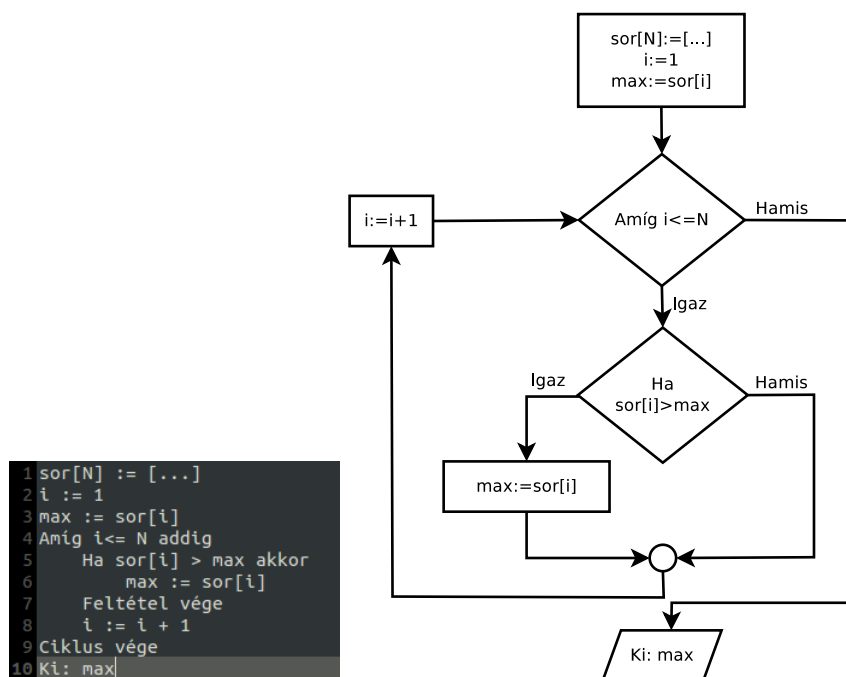 sor[N]:=[...]
i:=1
max:=sor[i]
i:=i+1
Amíg i<=N
Hamis
Igaz
Igaz
Ha
sor[i]>max
Hamis
max:=sor[i]
Ki: max
1 sor[N] := [...]
2 i := 1
3 max := sor[i]
4 Amíg i<= N addig
5 Ha sor[i] > max akkor
6 max := sor[i]
7 Feltétel vége
8 i := i + 1
9 Ciklus vége
10 Ki: max